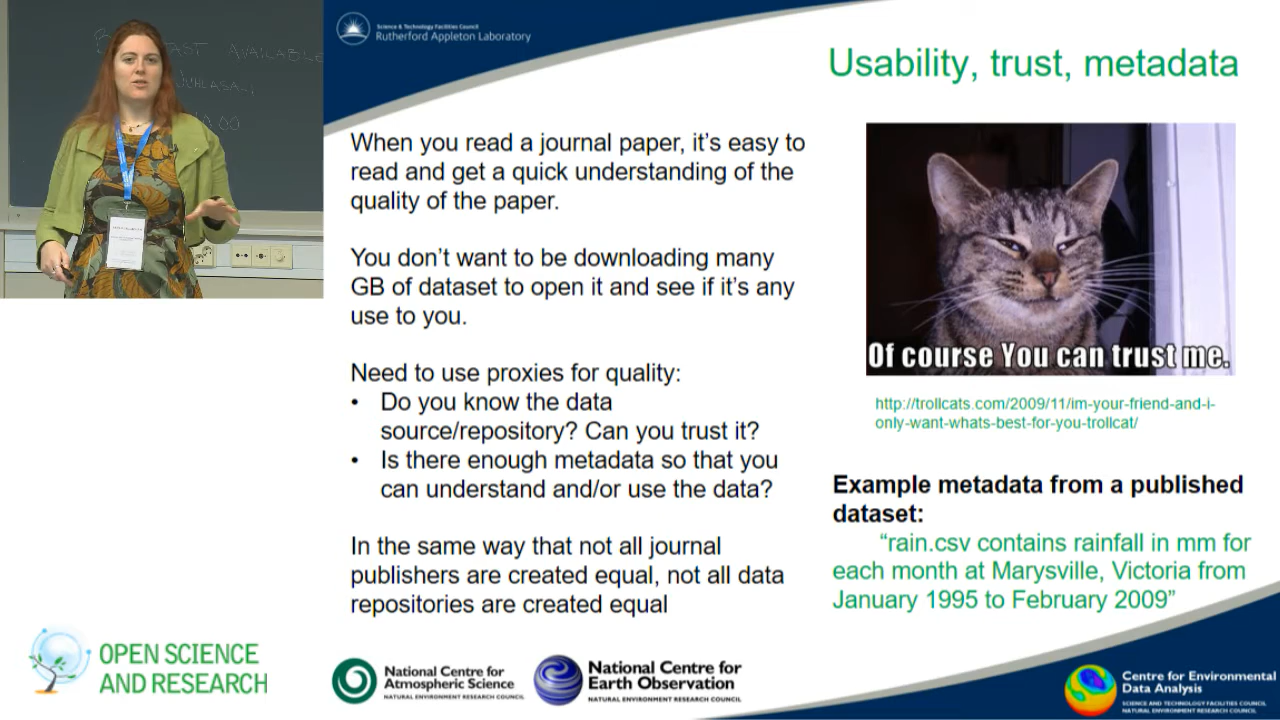 AST AVAILABLE
Science & Technology Facilities Council
Rutherford Appleton Laboratory
Usability, trust, metadata
When you read a journal paper, it's easy to
read and get a quick understanding of the
quality of the paper.
You don't want to be downloading many
GB of dataset to open it and see if it's any
use to you.
Need to use proxies for quality:
• Do you know the data
source/repository? Can you trust it?
• Is there enough metadata so that you
can understand and/or use the data?
In the same way that not all journal
publishers are created equal, not all data
repositories are created equal
Of course You can trust me.
http://trollcats.com/2009/11/im-your-friend-and-i-
only-want-whats-best-for-you-trollcat/
Example metadata from a published
dataset:
"rain.csv contains rainfall in mm for
each month at Marysville, Victoria from
January 1995 to February 2009"
OPEN SCIENCE
AND RESEARCH
National Centre for
Atmospheric Science
NATURAL ENVIRONMENT RESEARCH COUNCIL
National Centre for
Earth Observation
NATURAL ENVIRONMENT RESEARCH COUNCIL
Centre for Environmental
Data Analysis
SCIENCE AND TECHNOLOGY FACILITIES COUNCIL
NATURAL ENVIRONMENT RESEARCH COUNCIL